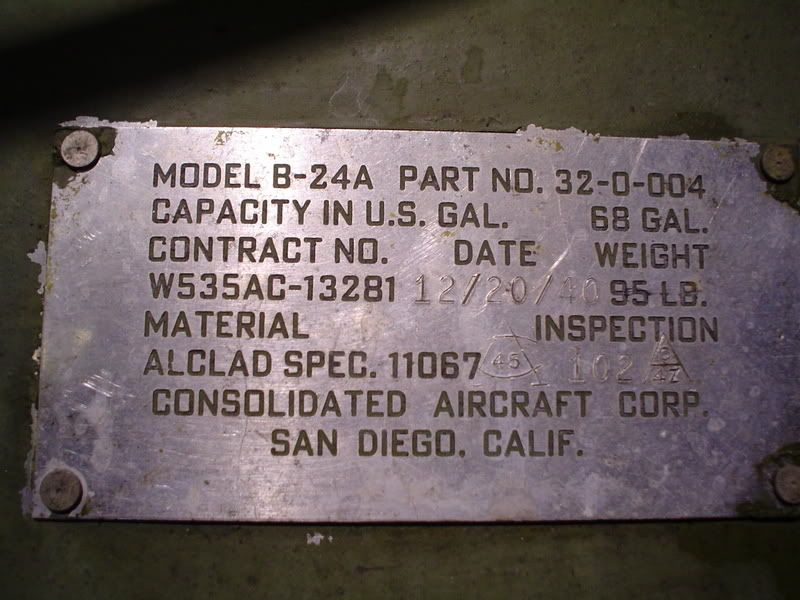 MODEL B-24A PART NO. 32-0-004
CAPACITY IN U.S. GAL. 68 GAL.
CONTRACT NO. DATE WEIGHT
W535AC-13281 12/20/40 95 LB.
MATERIAL INSPECTION
ALCLAD SPEC. 11067 45 102
CONSOLIDATED AIRCRAFT CORP.
SAN DIEGO, CALIF.